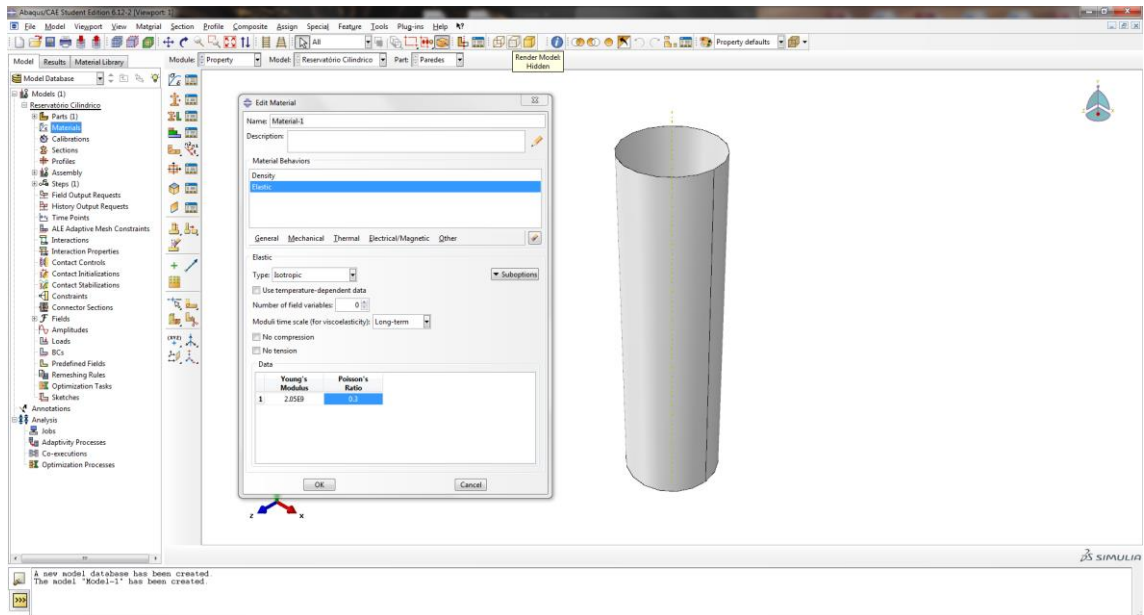 Abaqus/CAE Student Edition 6.12-2 [Viewport: 1]
File Model Viewport View Material Section Profile Composite Assign Special Feature Tools Plug-ins Help
All Property defaults
Model Results Material Library Module: Property Model: Reservatório Cilíndrico Part: Paredes
Render Model:
Hidden
Model Database
Models (1)
Reservatório Cilíndrico
Parts (1)
Materials
Calibrations
Sections
Profiles
Assembly
Steps (1)
Field Output Requests
History Output Requests
Time Points
ALE Adaptive Mesh Constraints
Interactions
Interaction Properties
Contact Controls
Contact Initializations
Contact Stabilizations
Constraints
Connector Sections
Fields
Amplitudes
Loads
BCs
Predefined Fields
Remeshing Rules
Optimization Tasks
Sketches
Annotations
Analysis
Jobs
Adaptivity Processes
Co-executions
Optimization Processes
Edit Material
Name: Material-1
Description:
Material Behaviors
Density
Elastic
General Mechanical Thermal Electrical/Magnetic Other
Elastic
Type: Isotropic Suboptions
Use temperature-dependent data
Number of field variables: 0
Moduli time scale (for viscoelasticity): Long-term
No compression
No tension
Data
Young's Poisson's
Modulus Ratio
1 2.05E9 0.3
OK Cancel
z x
SIMULIA
A new model database has been created.
The model "Model-1" has been created.
>>>